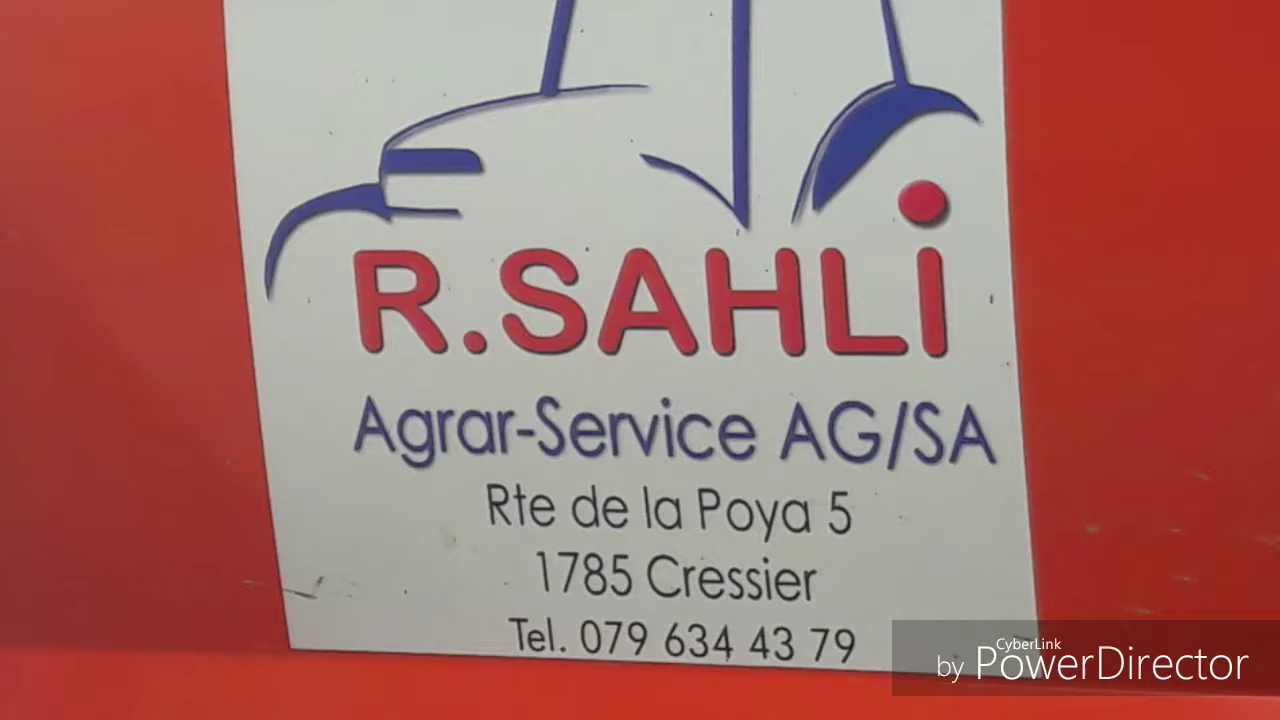 R.SAHLi
Agrar-Service AG/SA
Rte de la Poya 5
1785 Cressier
Tel. 079 634 43 79
CyberLink
by PowerDirector